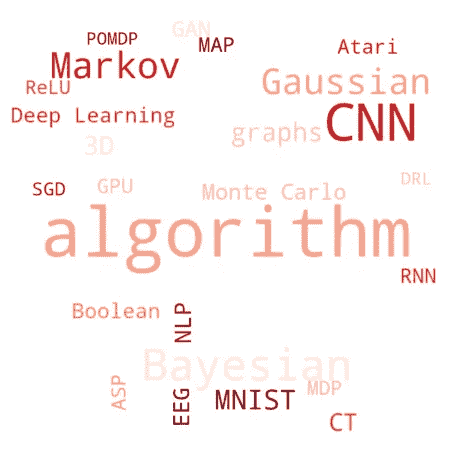 GAN
POMDP
MAP
Atari
Markov
Gaussian
ReLU
CNN
Deep Learning
graphs
3D
SGD
GPU
Monte Carlo
DRL
algorithm
RNN
Boolean
NLP
Bayesian
ASP
EEG
MNIST
MDP
CT